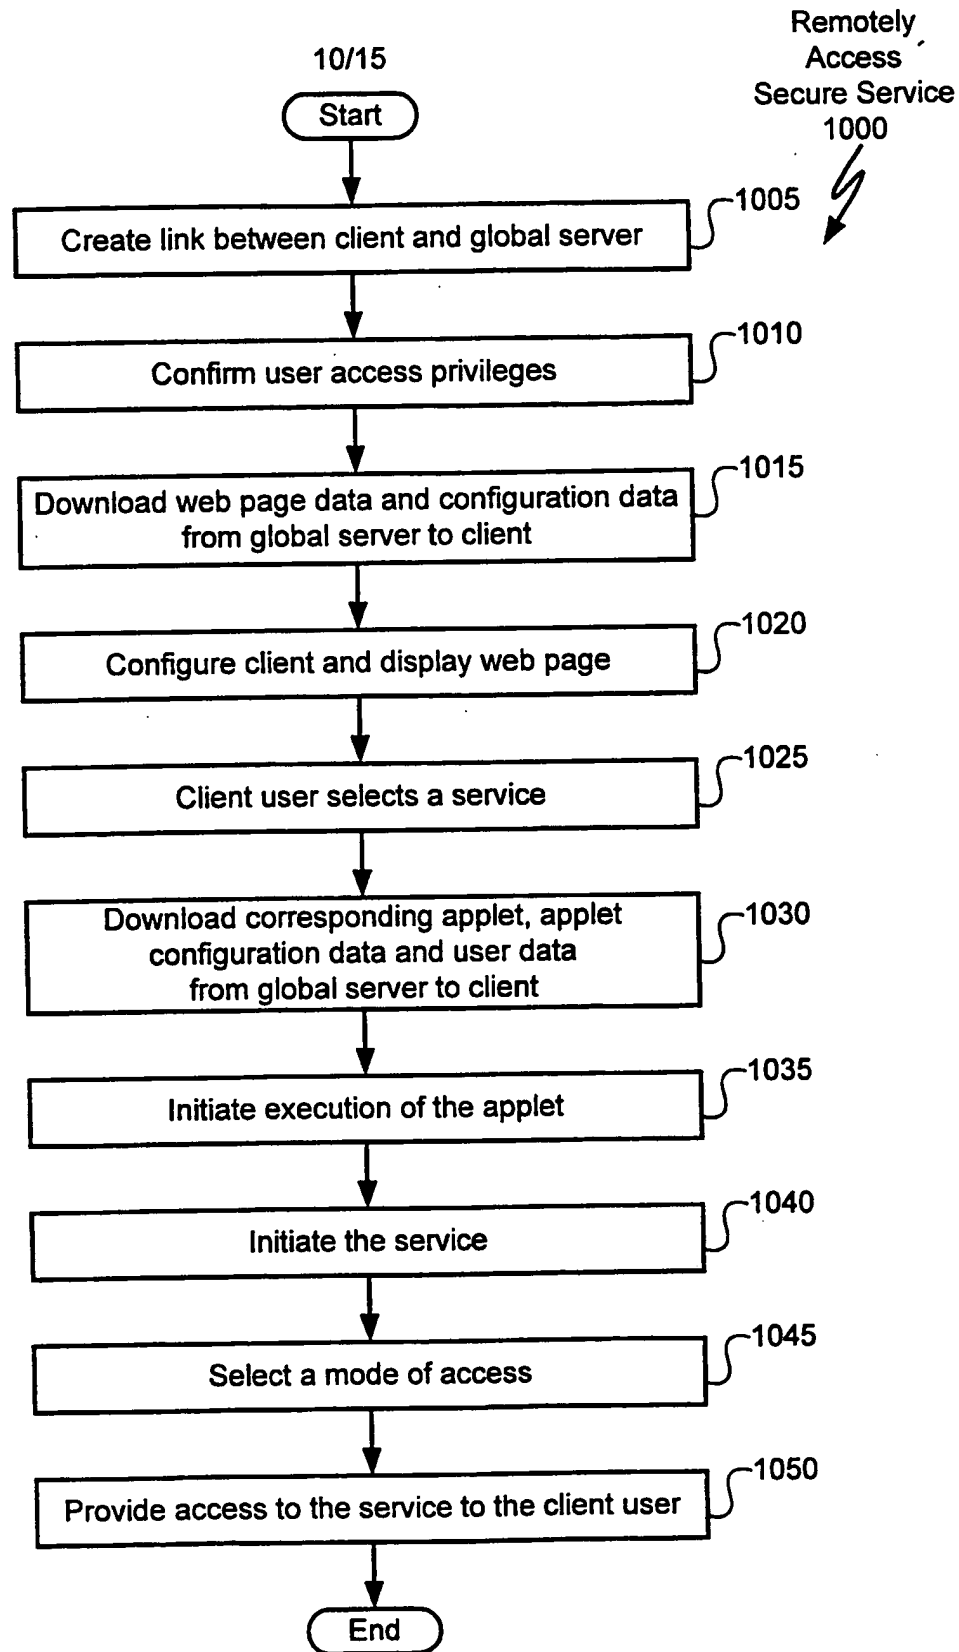 10/15
Remotely
Access
Secure Service
1000
Start
Create link between client and global server
1005
Confirm user access privileges
1010
Download web page data and configuration data
from global server to client
1015
Configure client and display web page
1020
Client user selects a service
1025
Download corresponding applet, applet
configuration data and user data
from global server to client
1030
Initiate execution of the applet
1035
Initiate the service
1040
Select a mode of access
1045
Provide access to the service to the client user
1050
End